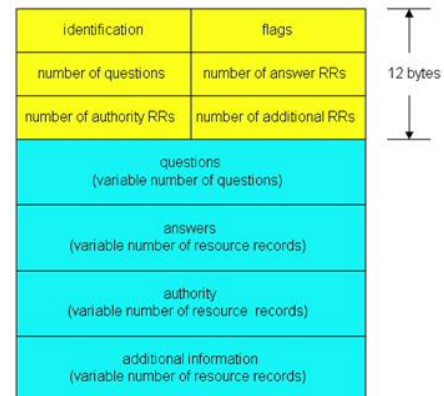 identification flags
number of questions number of answer RRs 12 bytes
number of authority RRs number of additional RRs
questions
(variable number of questions)
answers
(variable number of resource records)
authority
(variable number of resource records)
additional information
(variable number of resource records)